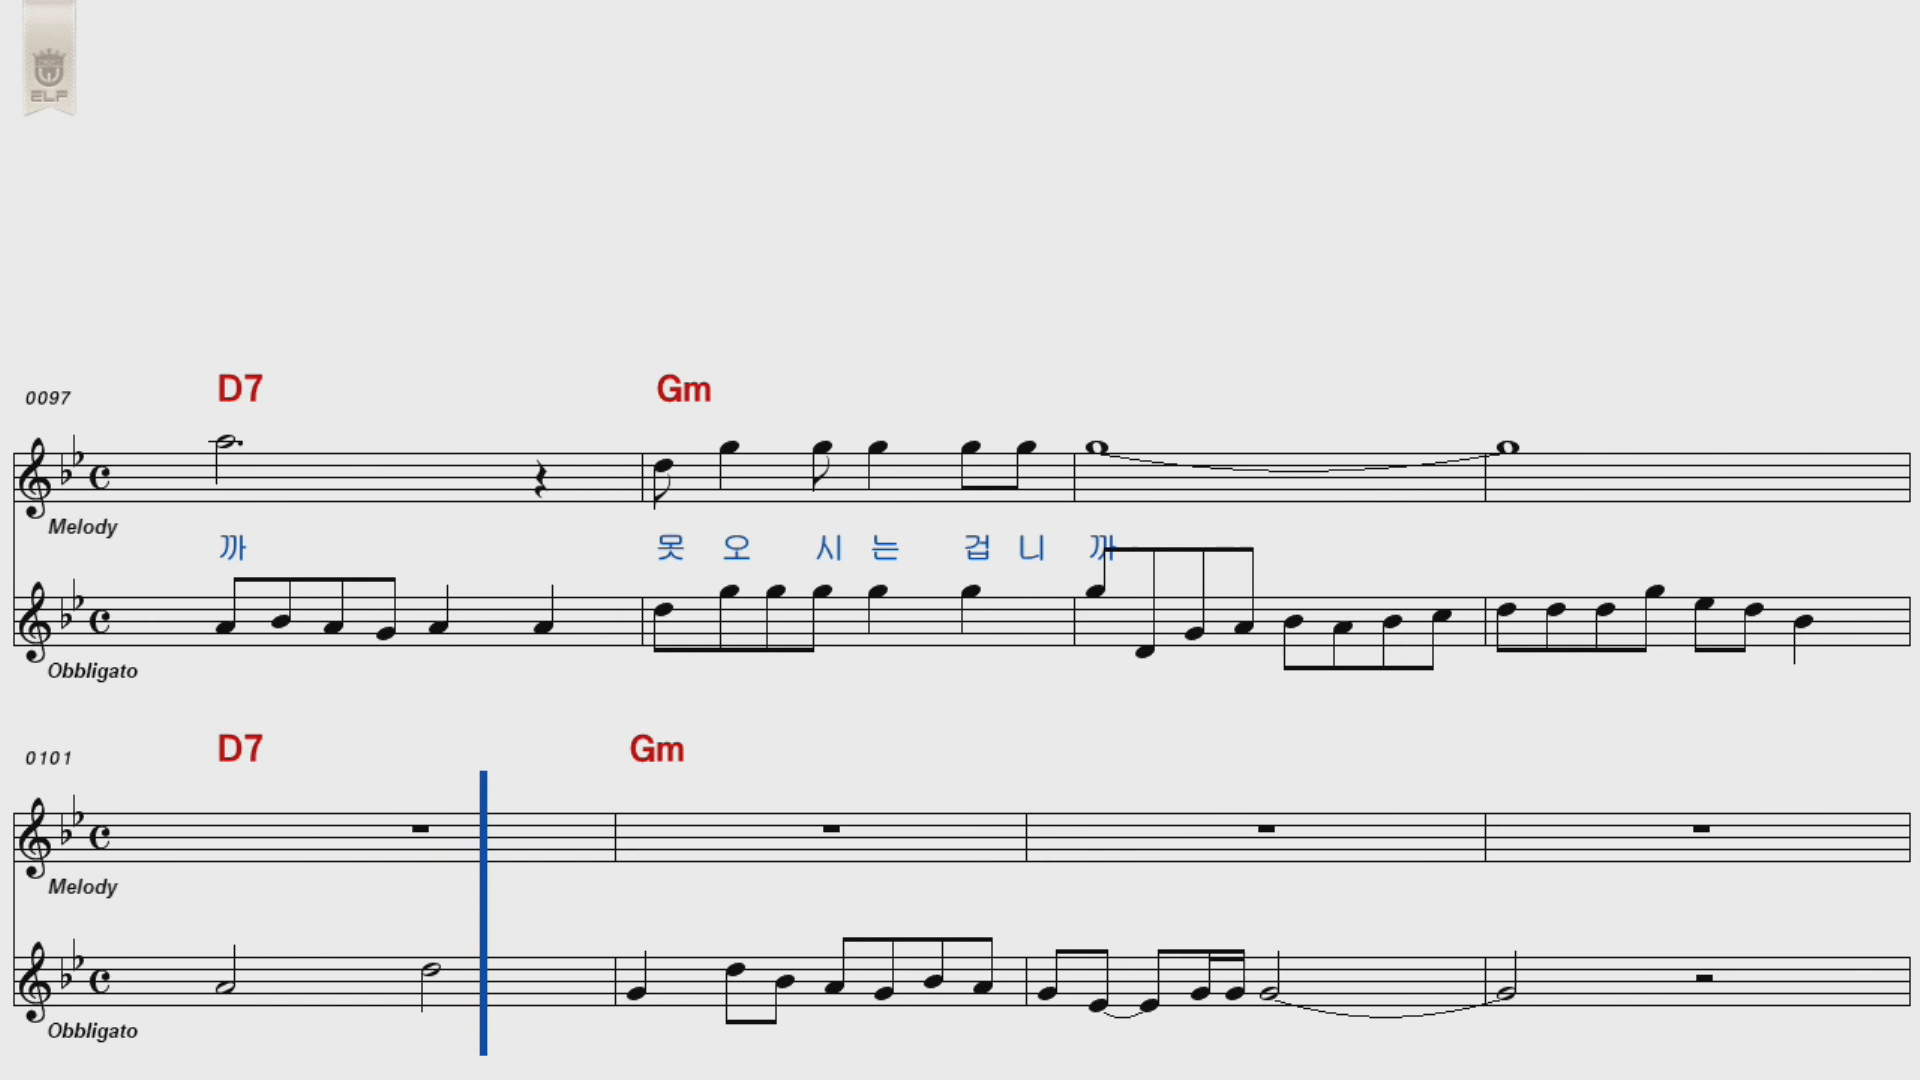 ELF
0097 D7 Gm
Melody
까 못 오 시 는 겁 니 까
Obbligato
0101 D7 Gm
Melody
Obbligato